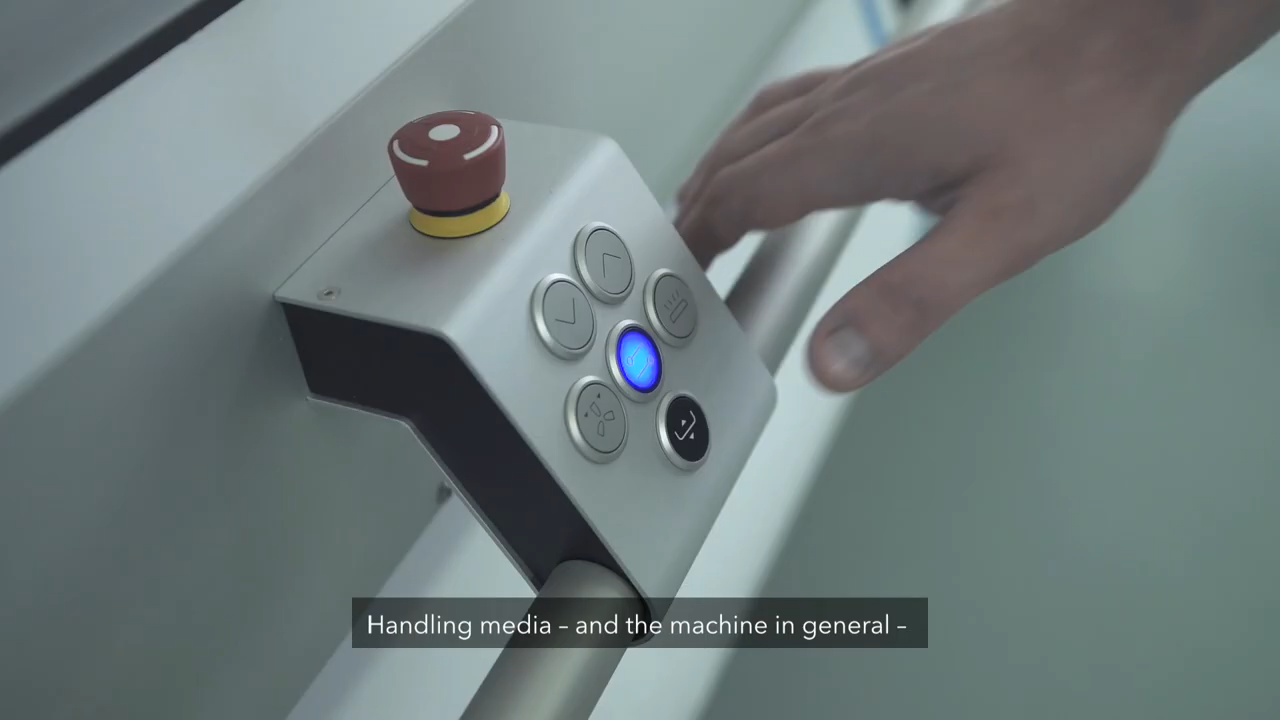 Handling media – and the machine in general –